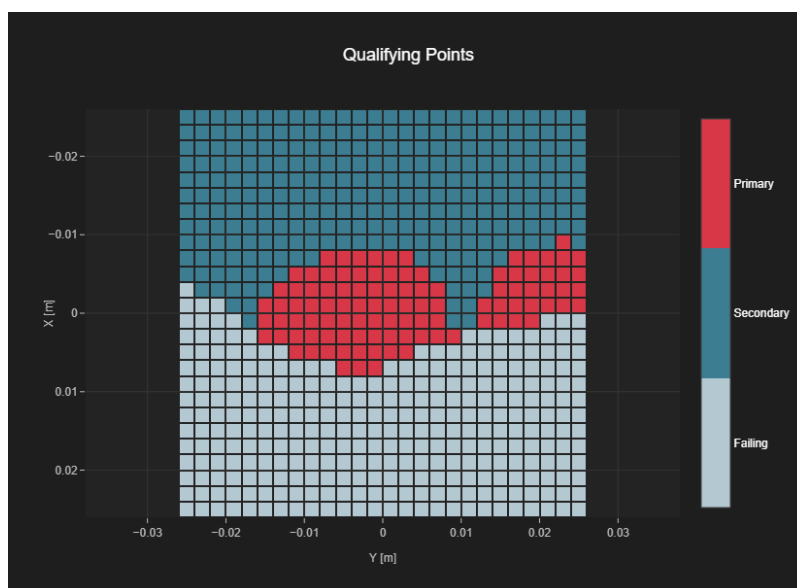 Qualifying Points
−0.02
−0.01
0
0.01
0.02
X [m]
−0.03
−0.02
−0.01
0
0.01
0.02
0.03
Y [m]
Primary
Secondary
Failing